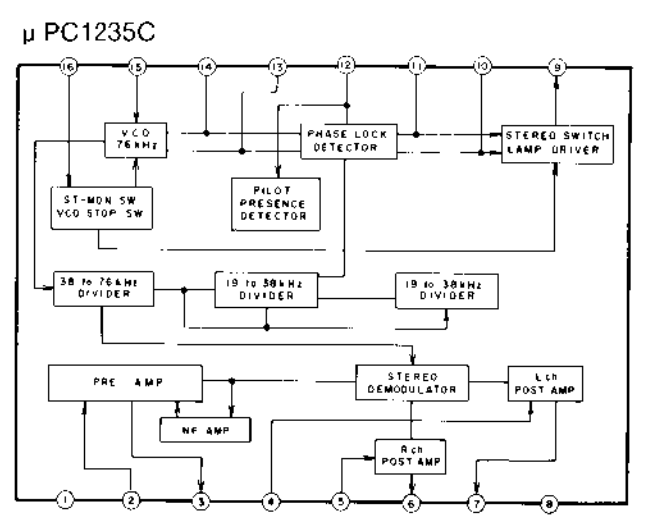 μ PC1235C
16 15 14 13 12 11 10 9
VCO
76kHz
PHASE LOCK
DETECTOR
STEREO SWITCH
LAMP DRIVER
ST-MON SW
VCO STOP SW
PILOT
PRESENCE
DETECTOR
38 to 76kHz
DIVIDER
19 to 38kHz
DIVIDER
19 to 38kHz
DIVIDER
PRE AMP
STEREO
DEMODULATOR
Lch
POST AMP
NF AMP
Rch
POST AMP
1 2 3 4 5 6 7 8